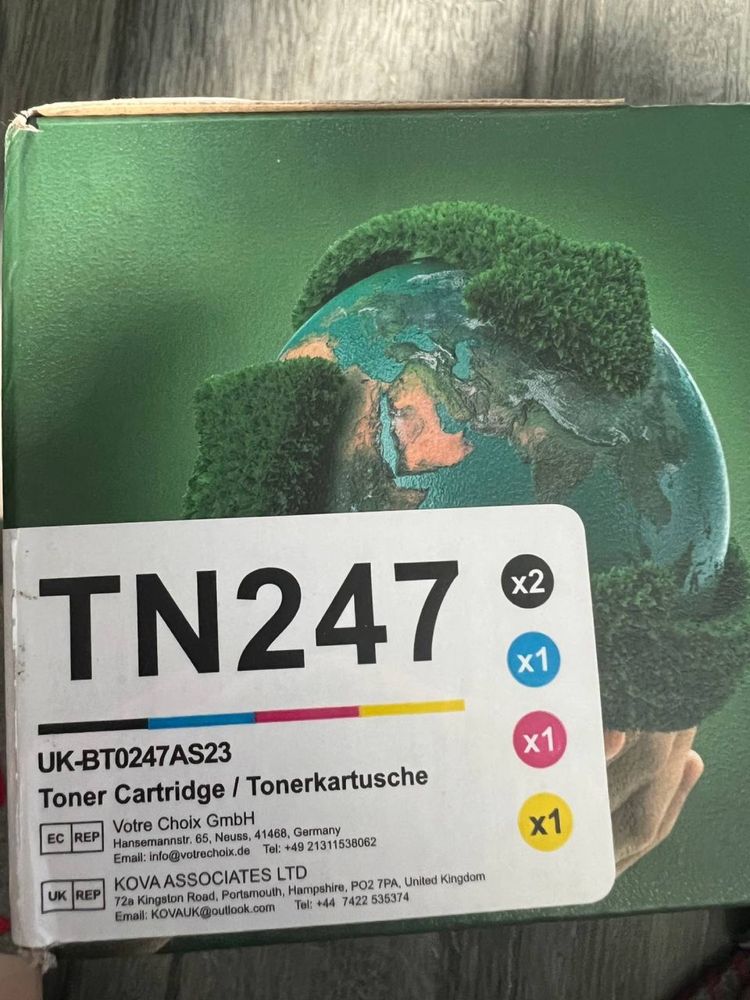 TN247
x2
x1
x1
x1
UK-BT0247AS23
Toner Cartridge / Tonerkartusche
EC REP
Votre Choix GmbH
Hansemannstr. 65, Neuss, 41468, Germany
Email: info@votrechoix.de Tel: +49 21311538062
UK REP
KOVA ASSOCIATES LTD
72a Kingston Road, Portsmouth, Hampshire, PO2 7PA, United Kingdom
Email: KOVAUK@outlook.com Tel: +44 7422 535374